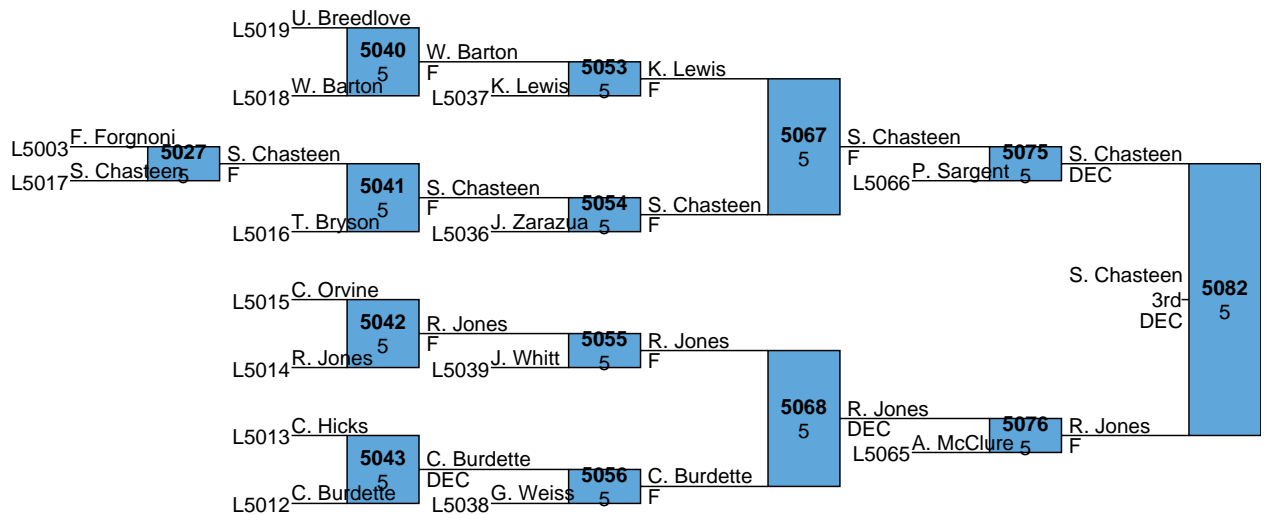 L5019 U. Breedlove
5040
5
L5018 W. Barton
W. Barton
F
L5037 K. Lewis
5053
5
K. Lewis
F
L5003 F. Forgnoni
5027
5
L5017 S. Chasteen
S. Chasteen
F
5041
5
L5016 T. Bryson
S. Chasteen
F
L5036 J. Zarazua
5054
5
S. Chasteen
F
5067
5
S. Chasteen
F
L5066 P. Sargent
5075
5
S. Chasteen
DEC
L5015 C. Orvine
5042
5
L5014 R. Jones
R. Jones
F
L5039 J. Whitt
5055
5
R. Jones
F
L5013 C. Hicks
5043
5
L5012 C. Burdette
C. Burdette
DEC
L5038 G. Weiss
5056
5
C. Burdette
F
5068
5
R. Jones
DEC
L5065 A. McClure
5076
5
R. Jones
F
S. Chasteen
3rd
DEC
5082
5